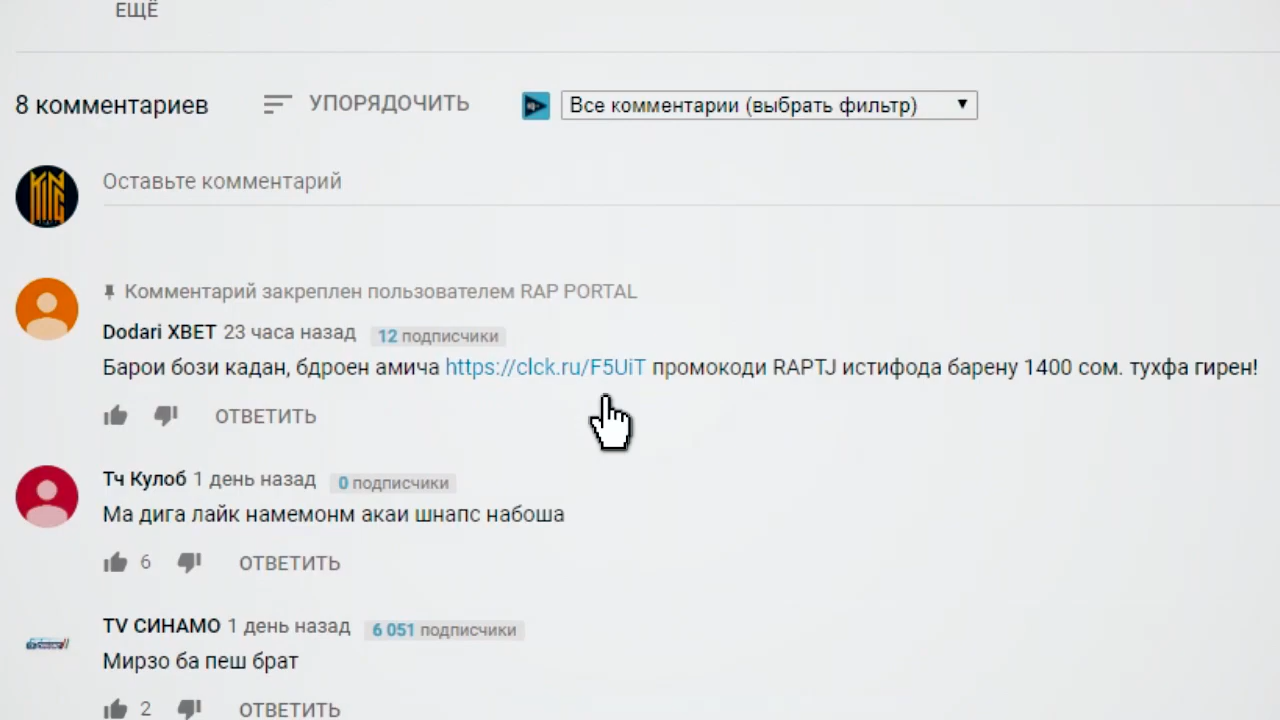 ЕЩЁ
8 комментариев УПОРЯДОЧИТЬ Все комментарии (выбрать фильтр)
Оставьте комментарий
Комментарий закреплен пользователем RAP PORTAL
Dodari XBET 23 часа назад 12 подписчики
Барои бози кадан, бдроен амича https://clck.ru/F5UiT промокоди RAPTJ истифода барену 1400 сом. тухфа гирен!
ОТВЕТИТЬ
Тч Кулоб 1 день назад 0 подписчики
Ма дига лайк намемонм акаи шнапс набоша
6 ОТВЕТИТЬ
TV СИНАМО 1 день назад 6 051 подписчики
Мирзо ба пеш брат
2 ОТВЕТИТЬ